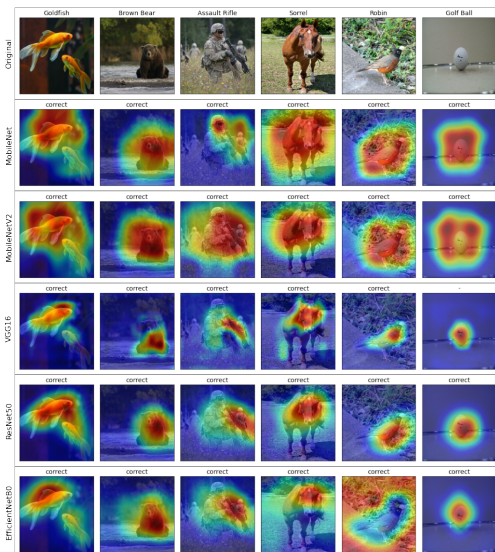 Goldfish Brown Bear Assault Rifle Sorrel Robin Golf Ball
Original
correct correct correct correct correct correct
MobileNet
correct correct correct correct correct correct
MobileNetV2
correct correct correct correct correct -
VGG16
correct correct correct correct correct correct
ResNet50
correct correct correct correct correct correct
EfficientNetB0